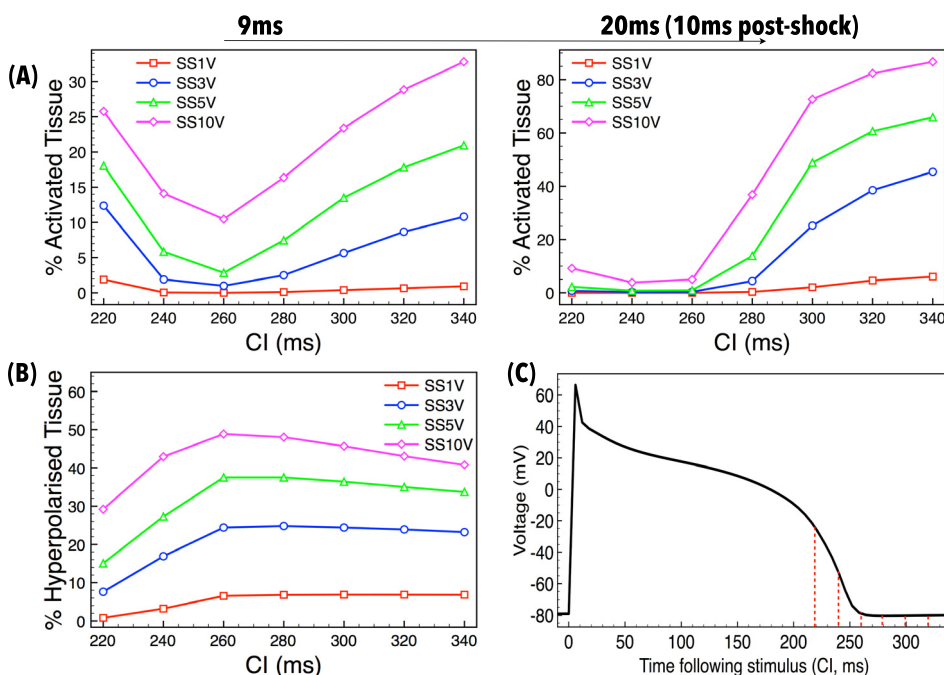 9ms
20ms (10ms post-shock)
(A)
% Activated Tissue
30
25
20
15
10
5
0
SS1V
SS3V
SS5V
SS10V
220 240 260 280 300 320 340
CI (ms)
% Activated Tissue
80
60
40
20
0
SS1V
SS3V
SS5V
SS10V
220 240 260 280 300 320 340
CI (ms)
(B)
% Hyperpolarised Tissue
60
50
40
30
20
10
0
SS1V
SS3V
SS5V
SS10V
220 240 260 280 300 320 340
CI (ms)
(C)
Voltage (mV)
60
40
20
0
-20
-40
-60
-80
0 50 100 150 200 250 300
Time following stimulus (CI, ms)